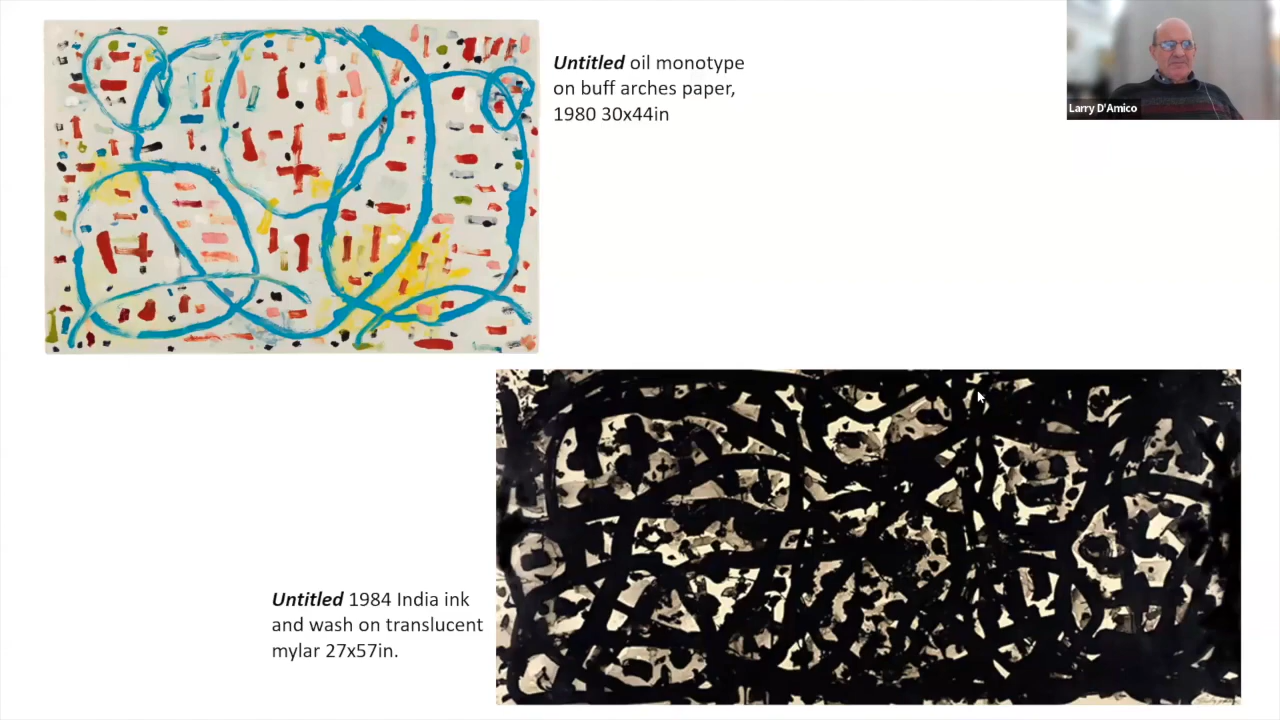 Untitled oil monotype
on buff arches paper,
1980 30x44in
Larry D'Amico
Untitled 1984 India ink
and wash on translucent
mylar 27x57in.